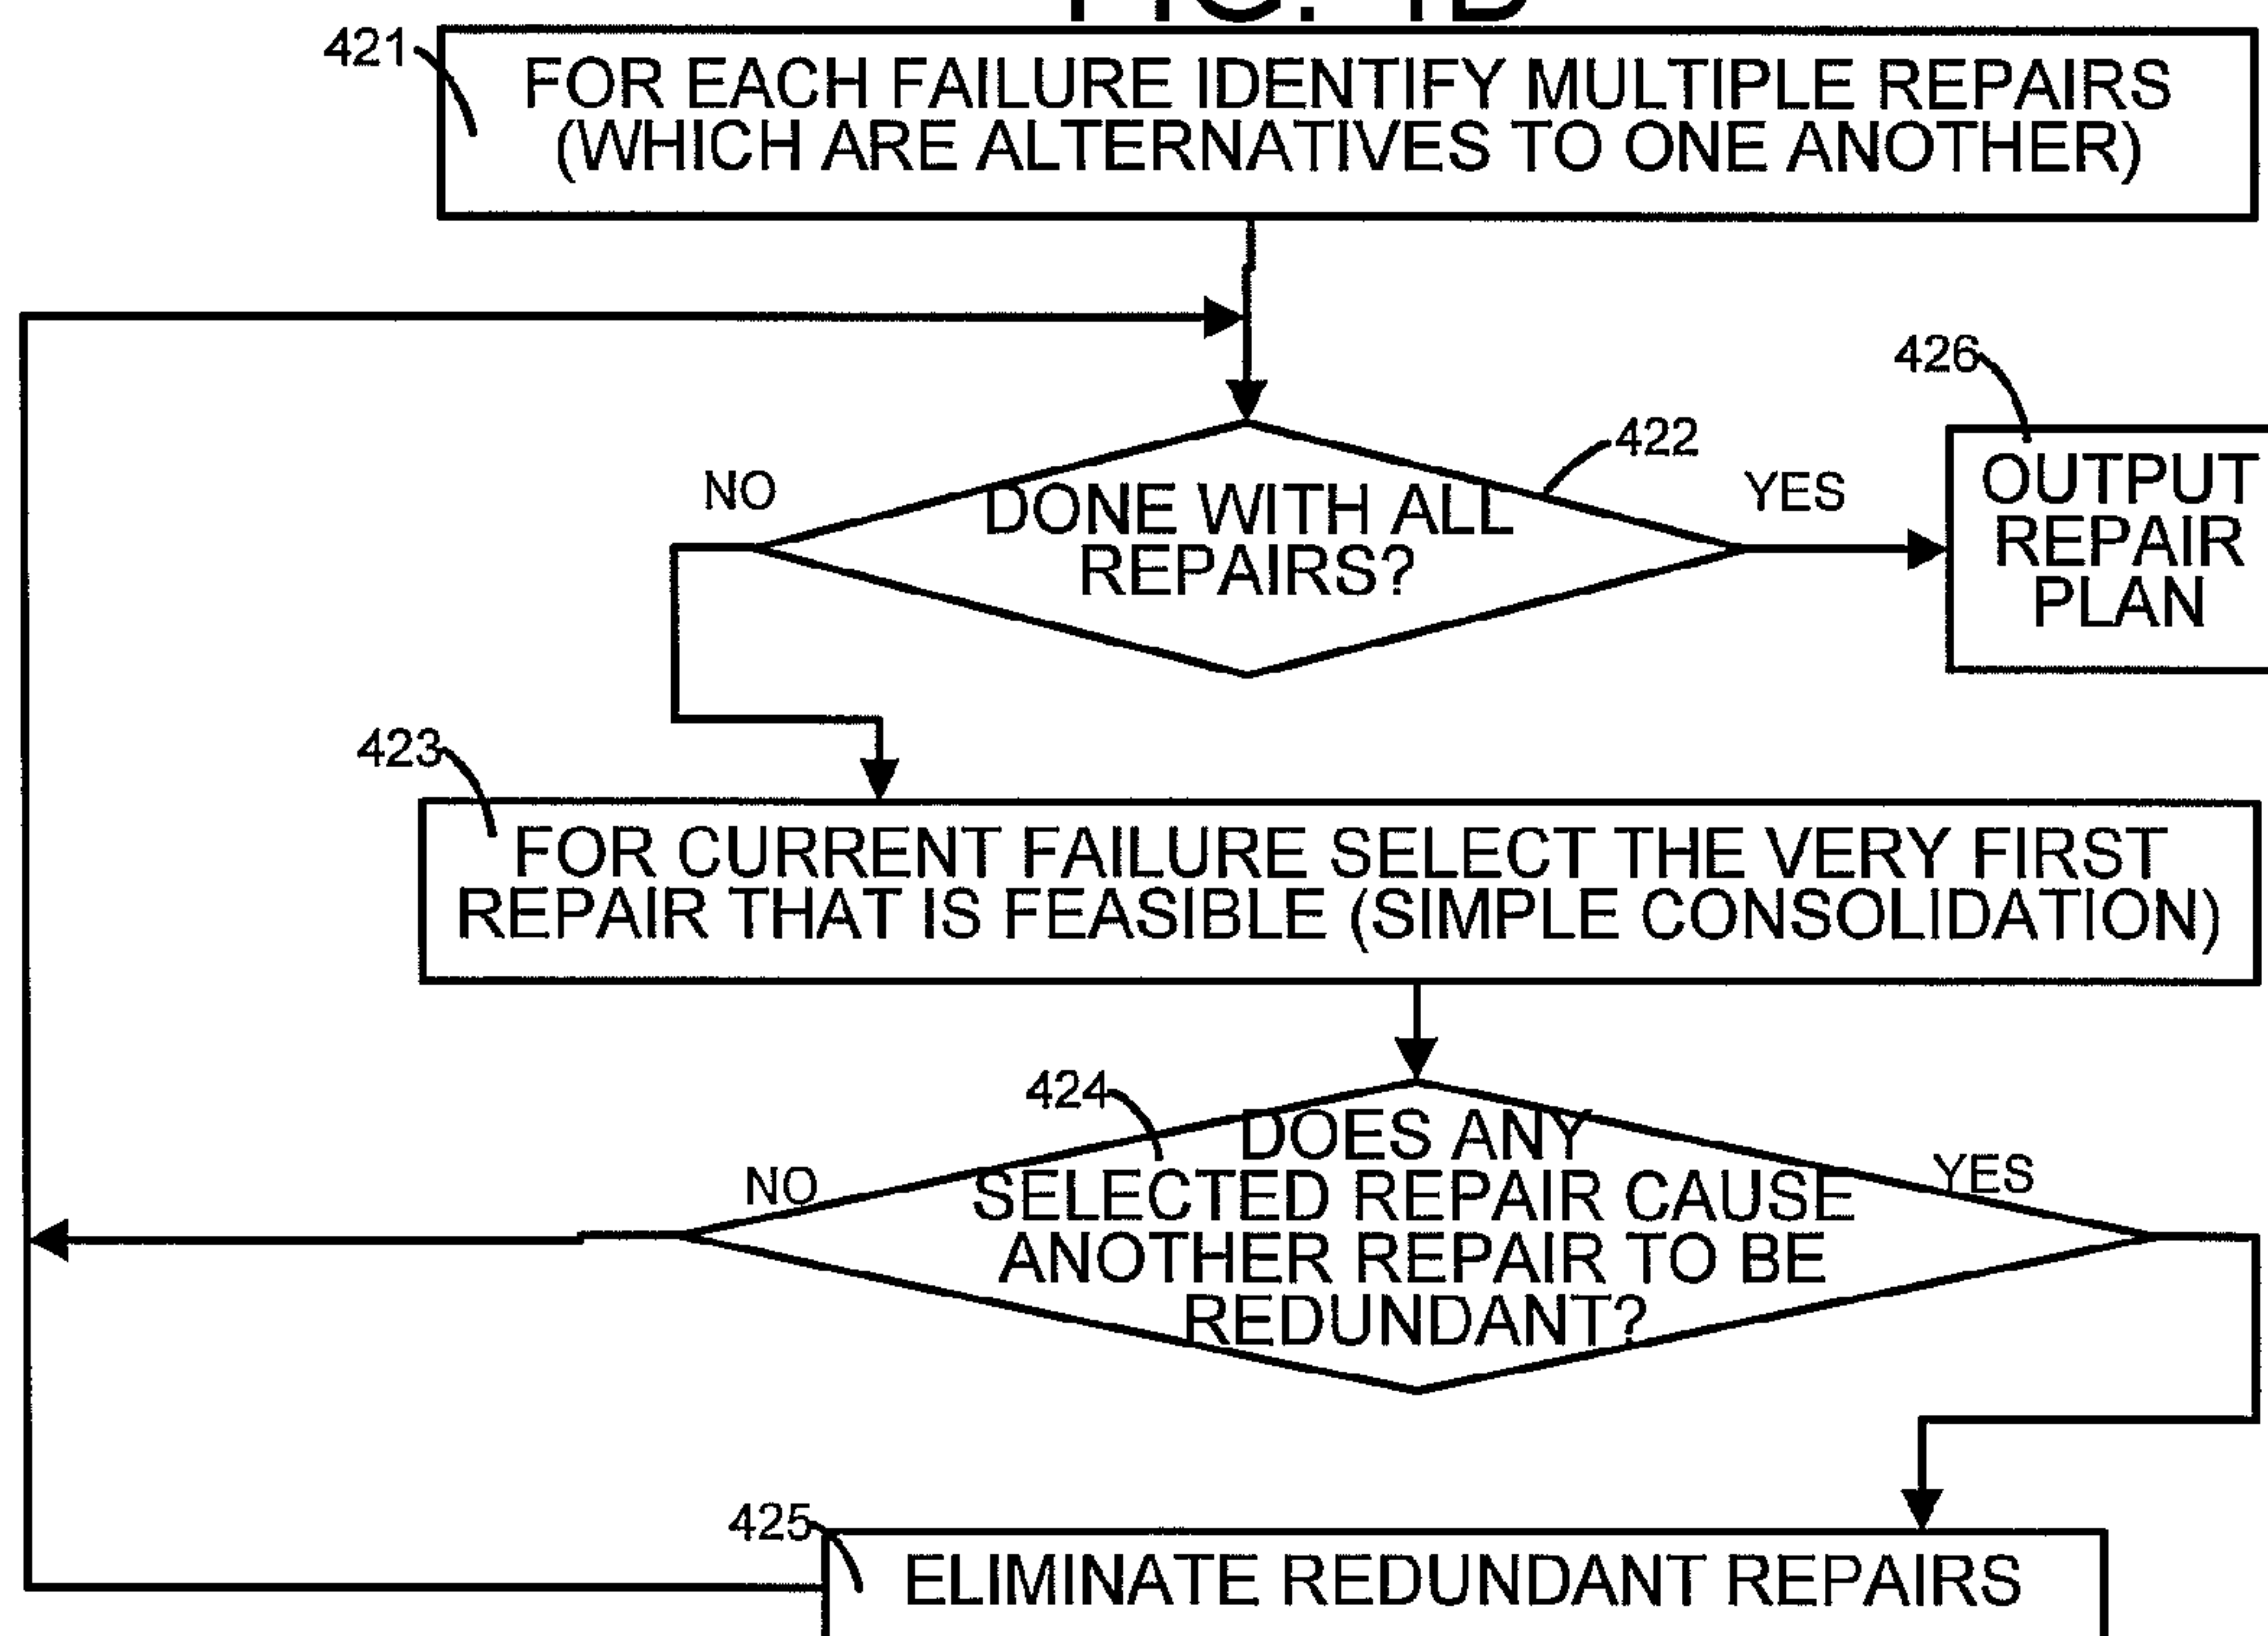 421
FOR EACH FAILURE IDENTIFY MULTIPLE REPAIRS
(WHICH ARE ALTERNATIVES TO ONE ANOTHER)
426
422
NO
YES
DONE WITH ALL
REPAIRS?
OUTPUT
REPAIR
PLAN
423
FOR CURRENT FAILURE SELECT THE VERY FIRST
REPAIR THAT IS FEASIBLE (SIMPLE CONSOLIDATION)
424
NO
YES
DOES ANY
SELECTED REPAIR CAUSE
ANOTHER REPAIR TO BE
REDUNDANT?
425
ELIMINATE REDUNDANT REPAIRS